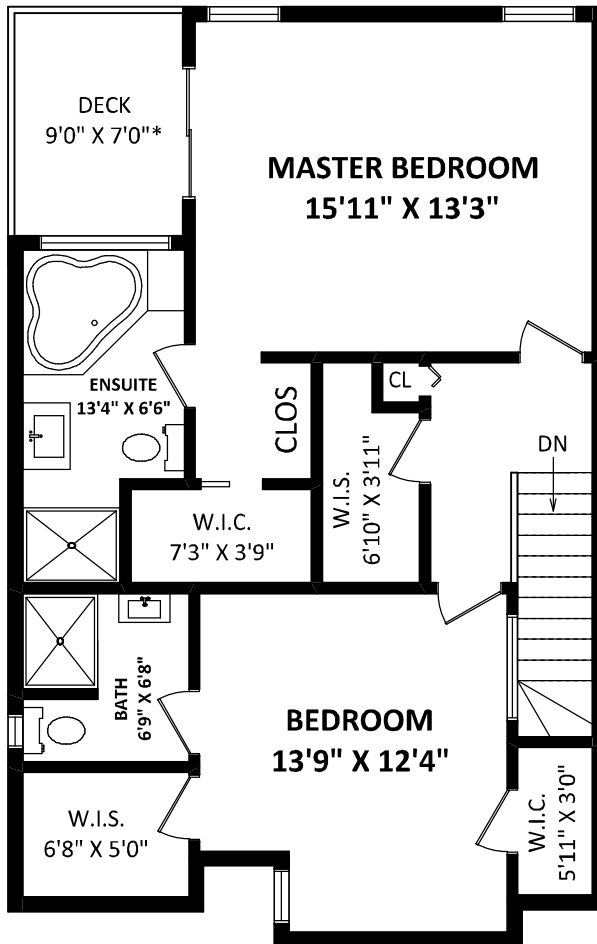 DECK
9'0" X 7'0"*
MASTER BEDROOM
15'11" X 13'3"
ENSUITE
13'4" X 6'6"
CLOS
CL
W.I.S.
6'10" X 3'11"
DN
W.I.C.
7'3" X 3'9"
BATH
6'9" X 6'8"
BEDROOM
13'9" X 12'4"
W.I.S.
6'8" X 5'0"
W.I.C.
5'11" X 3'0"